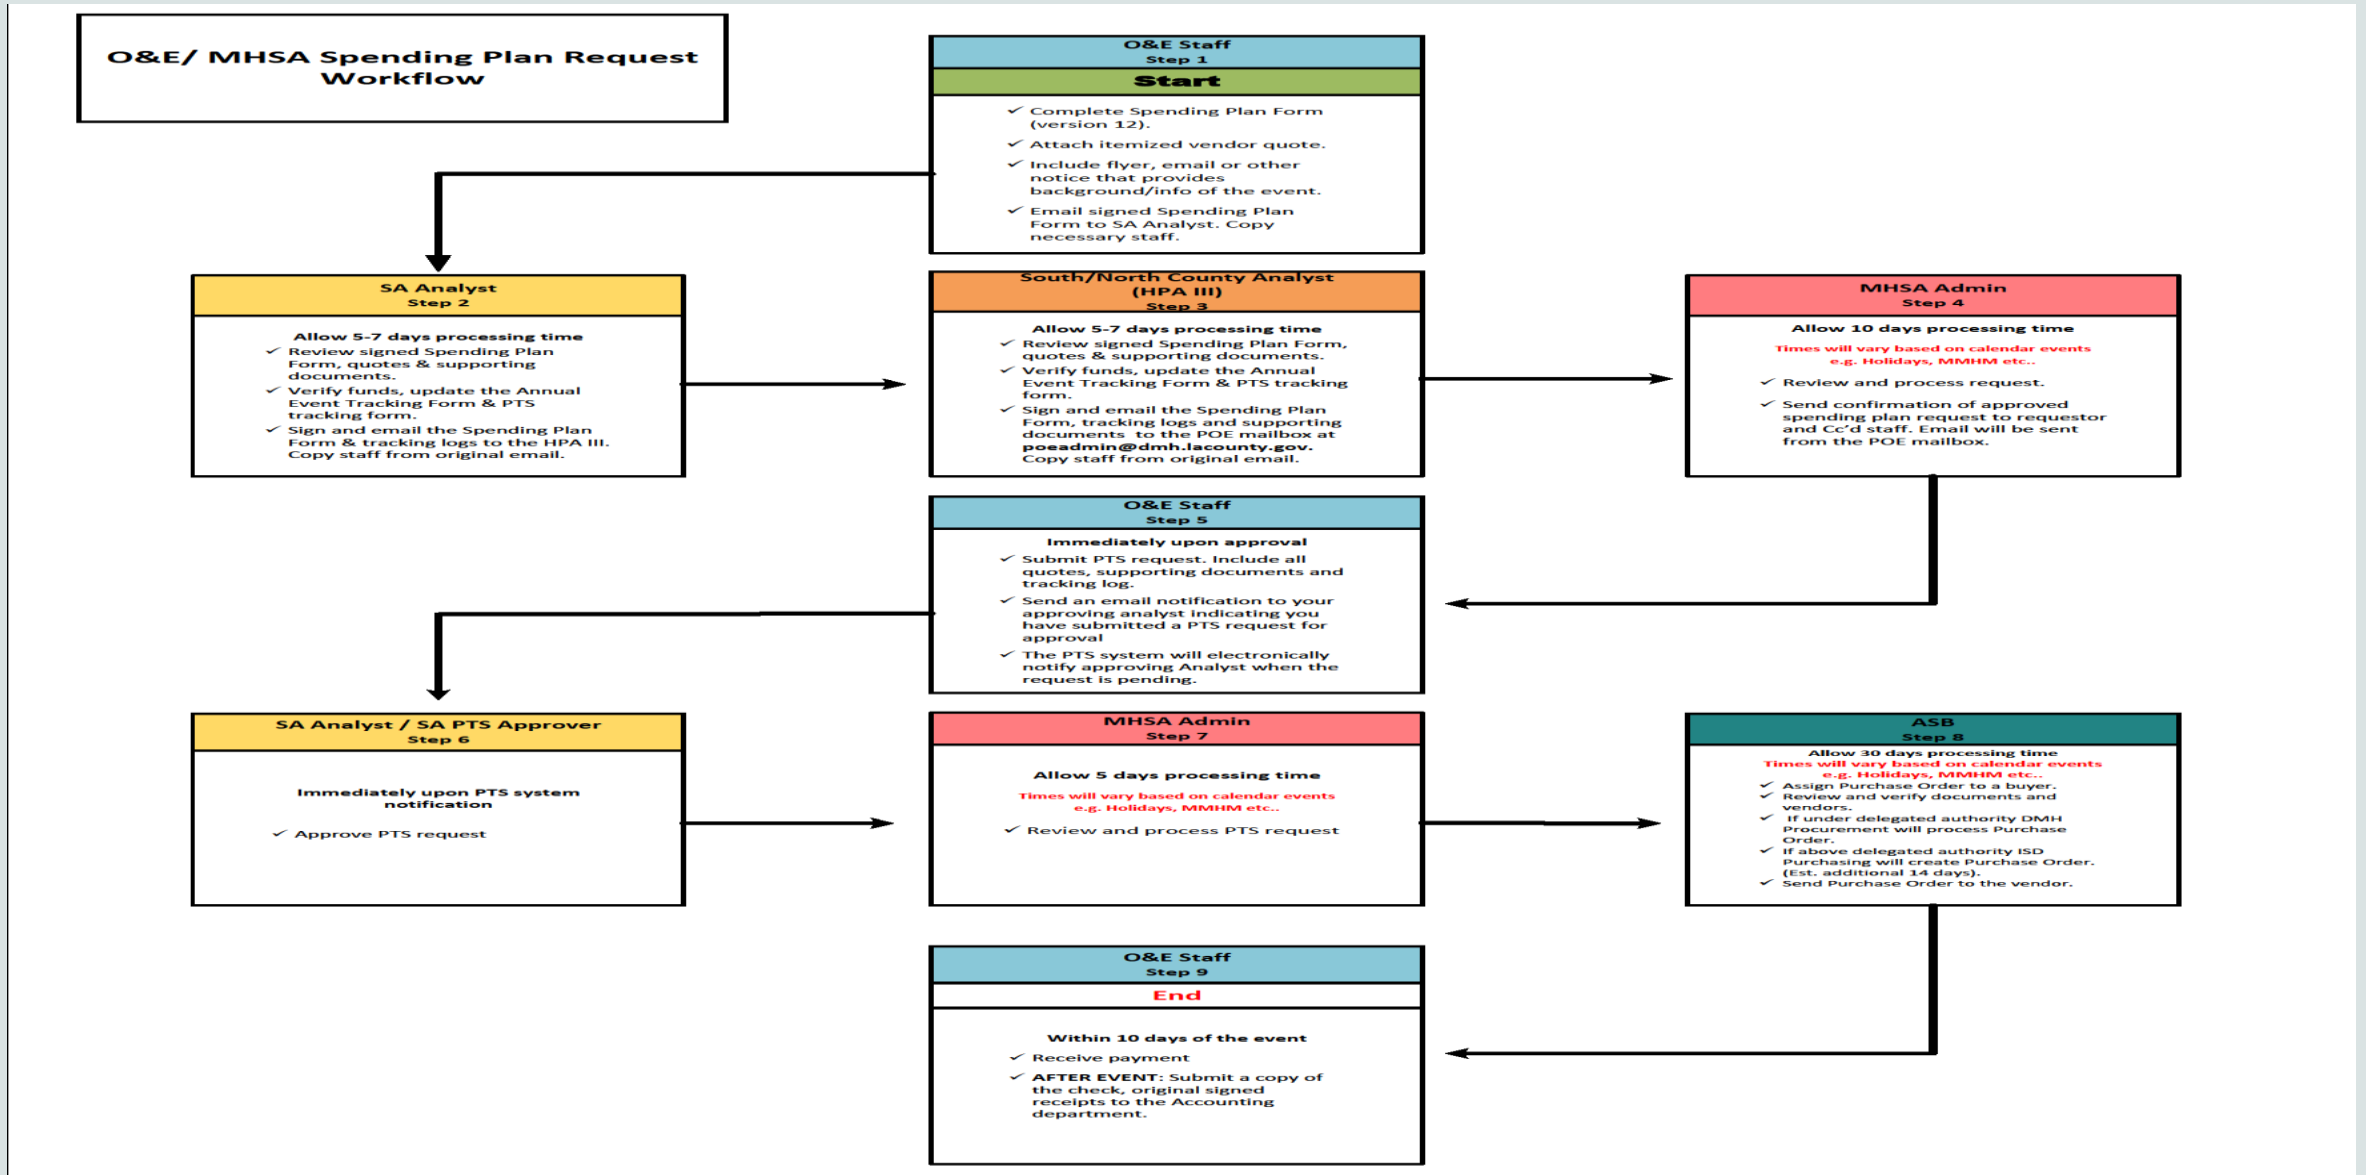 O&E/ MHSA Spending Plan Request
Workflow
O&E Staff
Step 1
Start
✓ Complete Spending Plan Form
(version 12).
✓ Attach itemized vendor quote.
✓ Include flyer, email or other
notice that provides
background/info of the event.
✓ Email signed Spending Plan
Form to SA Analyst. Copy
necessary staff.
SA Analyst
Step 2
Allow 5-7 days processing time
✓ Review signed Spending Plan
Form, quotes & supporting
documents.
✓ Verify funds, update the Annual
Event Tracking Form & PTS
tracking form.
✓ Sign and email the Spending Plan
Form & tracking logs to the HPA III.
Copy staff from original email.
South/North County Analyst
(HPA III)
Step 3
Allow 5-7 days processing time
✓ Review signed Spending Plan Form,
quotes & supporting documents.
✓ Verify funds, update the Annual
Event Tracking Form & PTS tracking
form.
✓ Sign and email the Spending Plan
Form, tracking logs and supporting
documents  to the POE mailbox at
poeadmin@dmh.lacounty.gov.
Copy staff from original email.
MHSA Admin
Step 4
Allow 10 days processing time
Times will vary based on calendar events
e.g. Holidays, MMHM etc..
✓ Review and process request.
✓ Send confirmation of approved
spending plan request to requestor
and Cc'd staff. Email will be sent
from the POE mailbox.
O&E Staff
Step 5
Immediately upon approval
✓ Submit PTS request. Include all
quotes, supporting documents and
tracking log.
✓ Send an email notification to your
approving analyst indicating you
have submitted a PTS request for
approval
✓ The PTS system will electronically
notify approving Analyst when the
request is pending.
SA Analyst / SA PTS Approver
Step 6
Immediately upon PTS system
notification
✓ Approve PTS request
MHSA Admin
Step 7
Allow 5 days processing time
Times will vary based on calendar events
e.g. Holidays, MMHM etc..
✓ Review and process PTS request
ASB
Step 8
Allow 30 days processing time
Times will vary based on calendar events
e.g. Holidays, MMHM etc..
✓ Assign Purchase Order to a buyer.
✓ Review and verify documents and
vendors.
✓ If under delegated authority DMH
Procurement will process Purchase
Order.
✓ If above delegated authority ISD
Purchasing will create Purchase Order.
(Est. additional 14 days).
✓ Send Purchase Order to the vendor.
O&E Staff
Step 9
End
Within 10 days of the event
✓ Receive payment
✓ AFTER EVENT: Submit a copy of
the check, original signed
receipts to the Accounting
department.